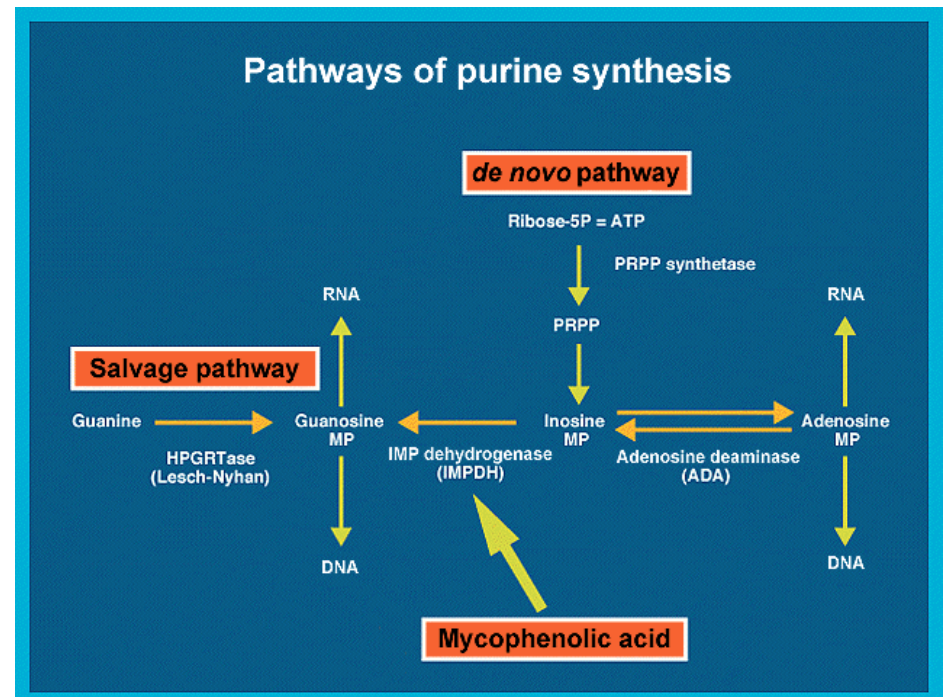 Pathways of purine synthesis
de novo pathway
Ribose-5P = ATP
PRPP synthetase
RNA
PRPP
RNA
Salvage pathway
Guanine
Guanosine
MP
Inosine
MP
Adenosine
MP
HPGRTase
(Lesch-Nyhan)
IMP dehydrogenase
(IMPDH)
Adenosine deaminase
(ADA)
DNA
DNA
Mycophenolic acid